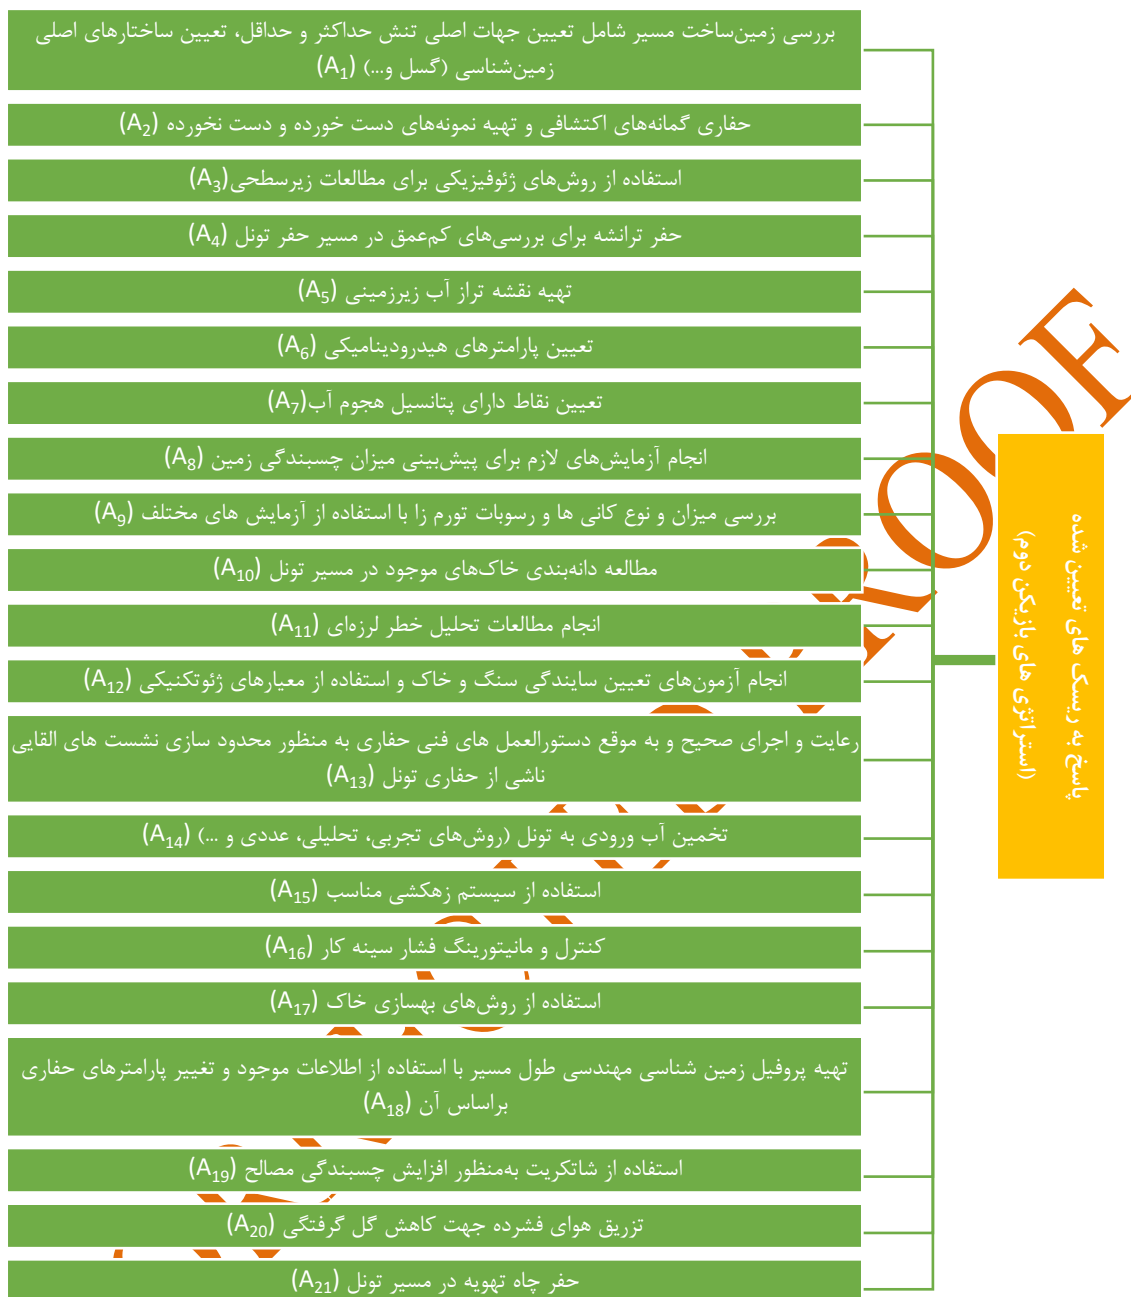 بررسی زمین‌ساخت مسیر شامل تعیین جهات اصلی تنش حداکثر و حداقل، تعیین ساختارهای اصلی
زمین‌شناسی (گسل و...) (A1)
حفاری گمانه‌های اکتشافی و تهیه نمونه‌های دست خورده و دست نخورده (A2)
استفاده از روش‌های ژئوفیزیکی برای مطالعات زیرسطحی(A3)
حفر ترانشه برای بررسی‌های کم‌عمق در مسیر حفر تونل (A4)
تهیه نقشه تراز آب زیرزمینی (A5)
تعیین پارامترهای هیدرودینامیکی (A6)
تعیین نقاط دارای پتانسیل هجوم آب(A7)
انجام آزمایش‌های لازم برای پیش‌بینی میزان چسبندگی زمین (A8)
بررسی میزان و نوع کانی ها و رسوبات تورم زا با استفاده از آزمایش های مختلف (A9)
مطالعه دانه‌بندی خاک‌های موجود در مسیر تونل (A10)
انجام مطالعات تحلیل خطر لرزه‌ای (A11)
انجام آزمون‌های تعیین سایندگی سنگ و خاک و استفاده از معیارهای ژئوتکنیکی (A12)
رعایت و اجرای صحیح و به موقع دستورالعمل های فنی حفاری به منظور محدود سازی نشست های القایی
ناشی از حفاری تونل (A13)
تخمین آب ورودی به تونل (روش‌های تجربی، تحلیلی، عددی و ...) (A14)
استفاده از سیستم زهکشی مناسب (A15)
کنترل و مانیتورینگ فشار سینه کار (A16)
استفاده از روش‌های بهسازی خاک (A17)
تهیه پروفیل زمین شناسی مهندسی طول مسیر با استفاده از اطلاعات موجود و تغییر پارامترهای حفاری
براساس آن (A18)
استفاده از شاتکریت به‌منظور افزایش چسبندگی مصالح (A19)
تزریق هوای فشرده جهت کاهش گل گرفتگی (A20)
حفر چاه تهویه در مسیر تونل (A21)
پاسخ به ریسک های تعیین شده
(استراتژی های بازیکن دوم)